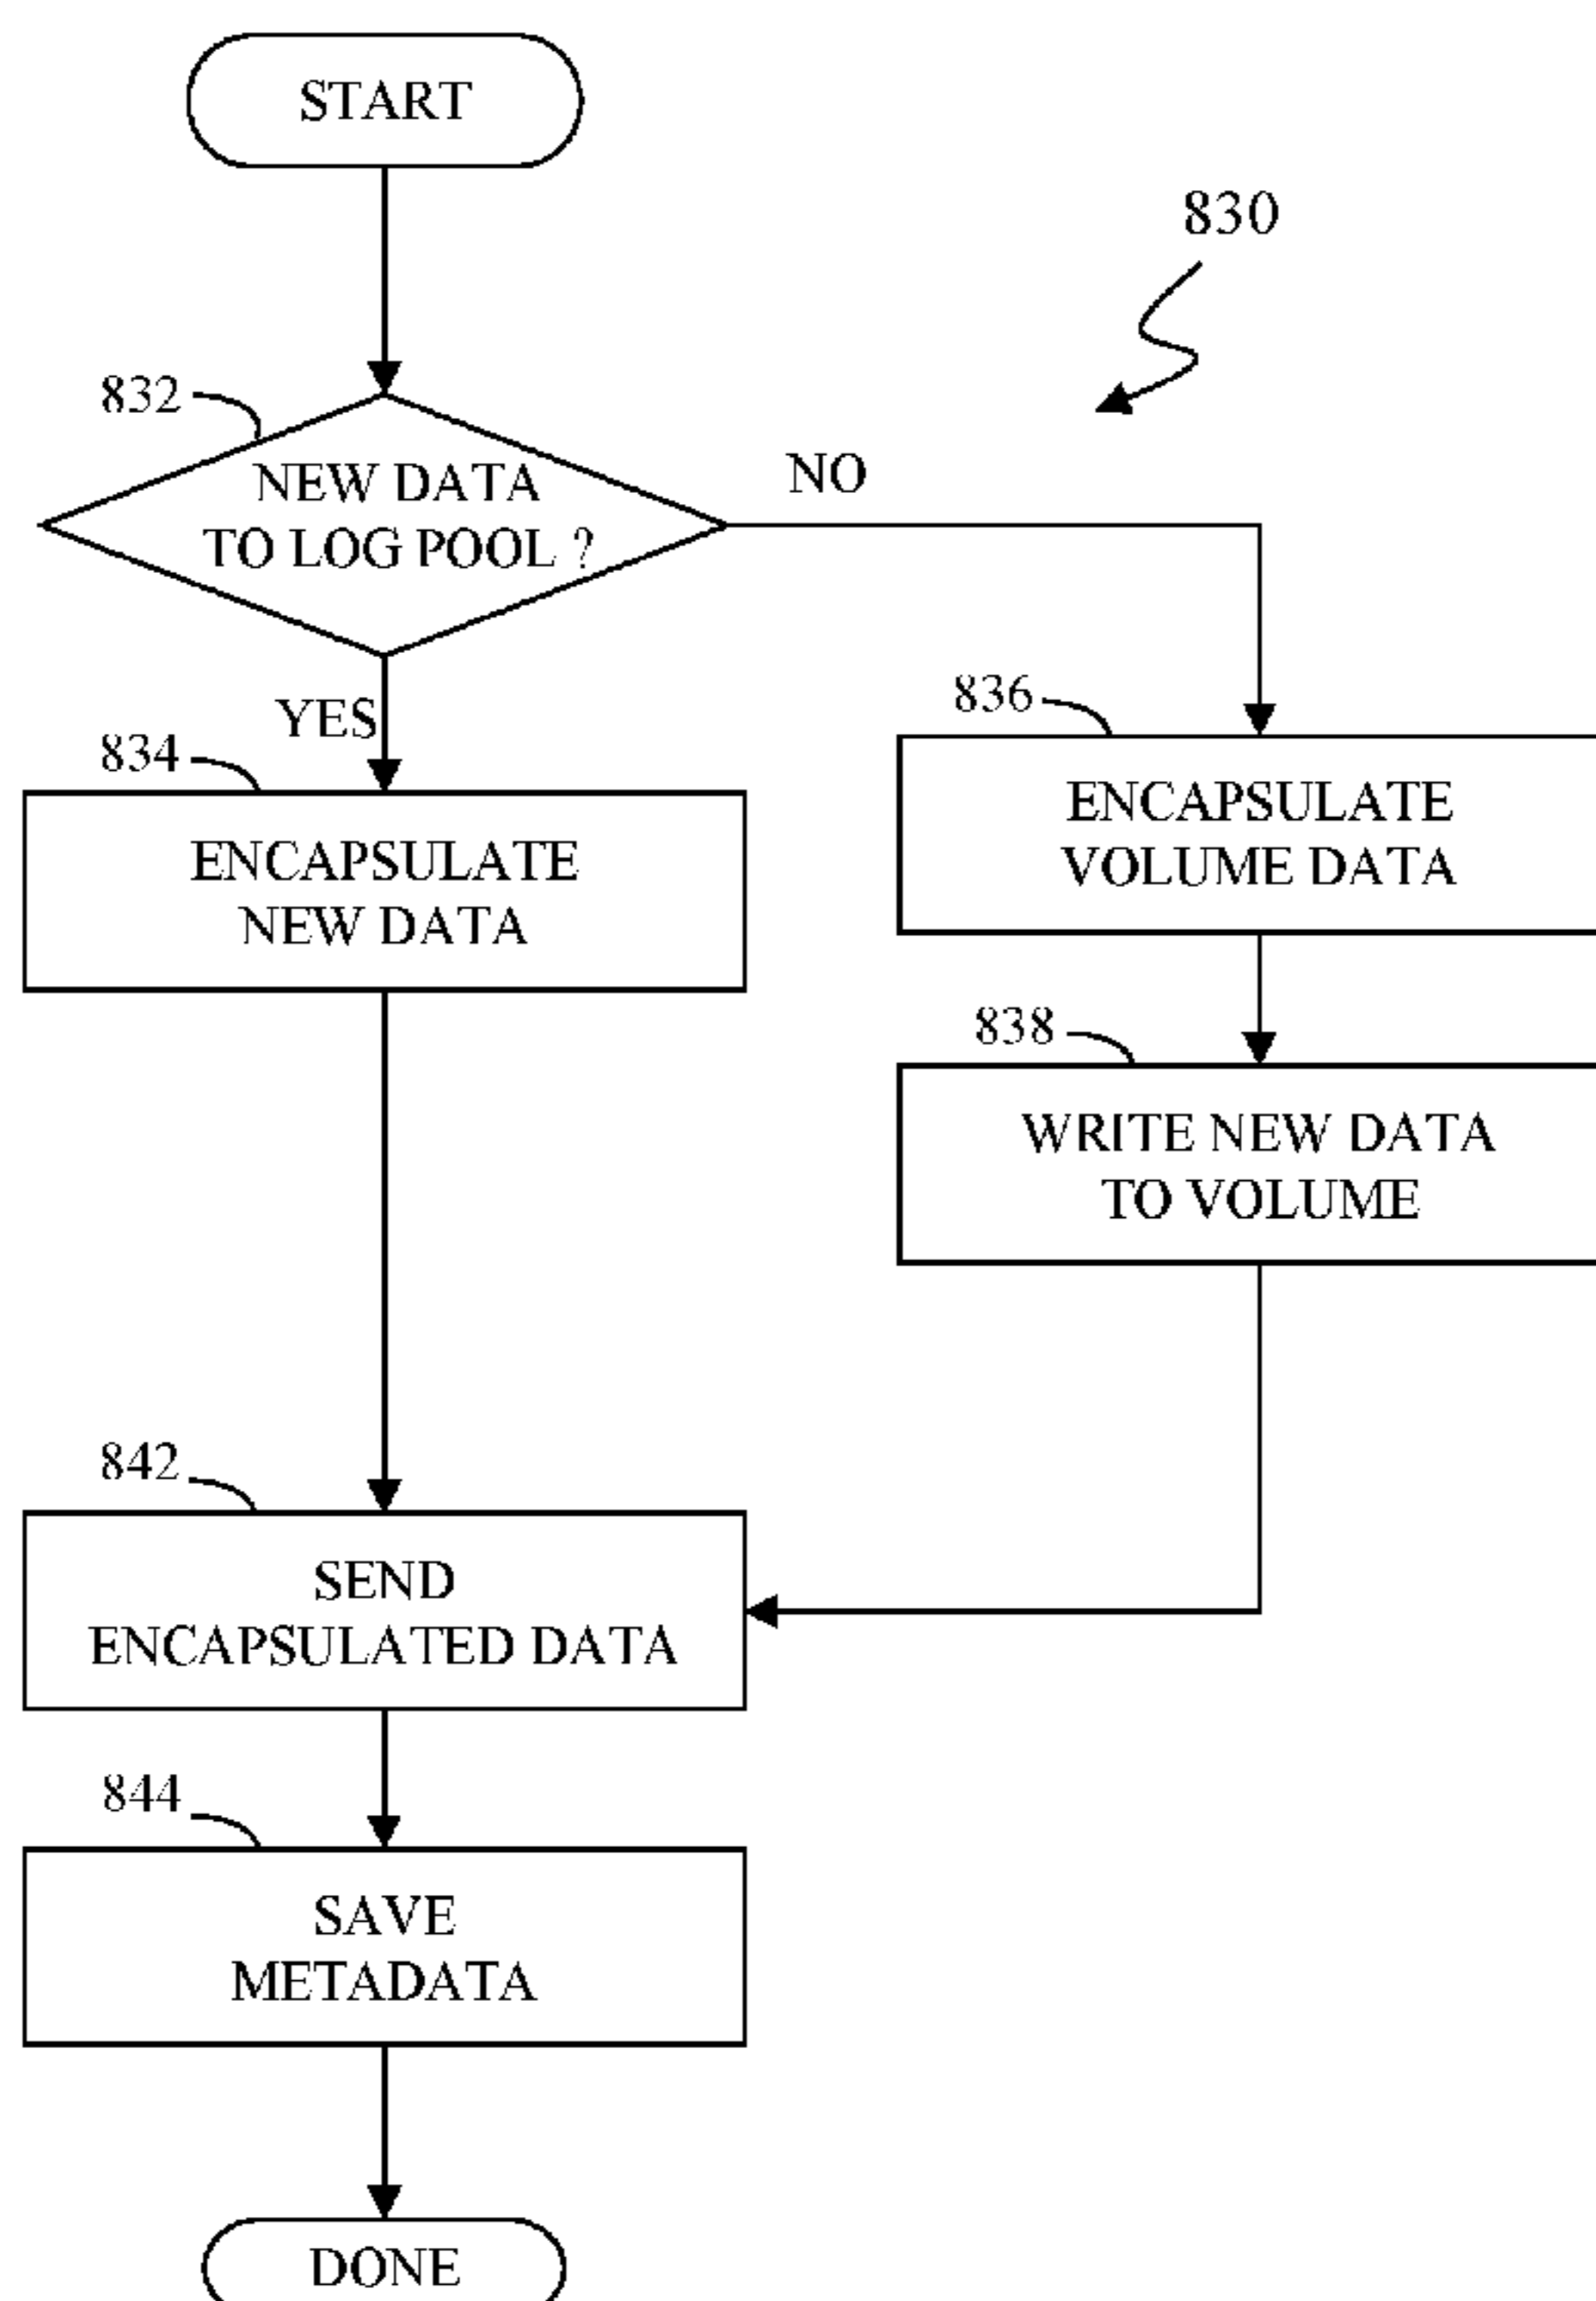 START
830
832
NEW DATA
TO LOG POOL ?
NO
YES
834
ENCAPSULATE
NEW DATA
836
ENCAPSULATE
VOLUME DATA
838
WRITE NEW DATA
TO VOLUME
842
SEND
ENCAPSULATED DATA
844
SAVE
METADATA
DONE